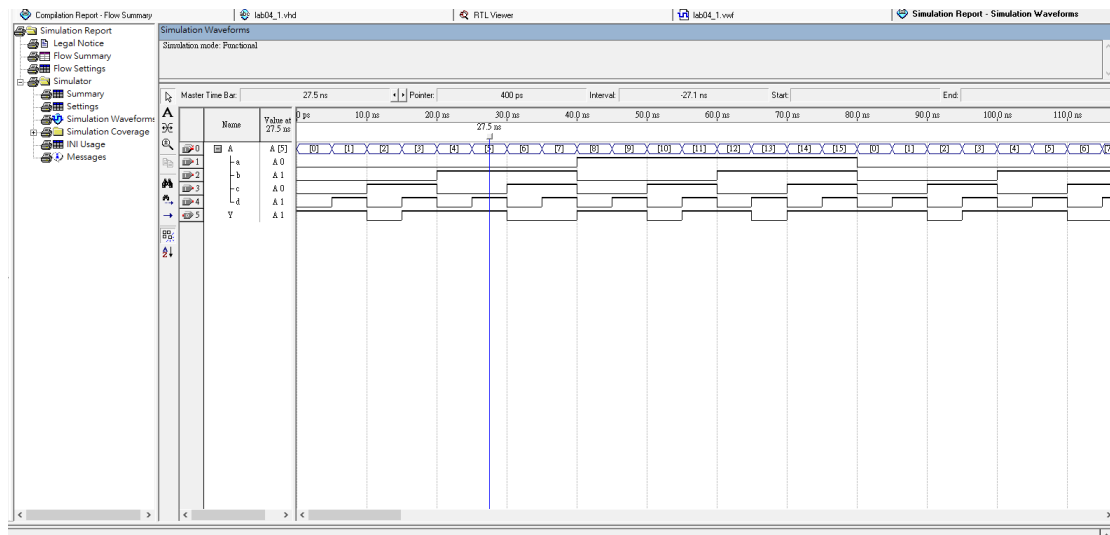 Compilation Report - Flow Summary
lab04_1.vhd
RTL Viewer
lab04_1.vwf
Simulation Report - Simulation Waveforms
Simulation Report
Legal Notice
Flow Summary
Flow Settings
Simulator
Summary
Settings
Simulation Waveforms
Simulation Coverage
INI Usage
Messages
Simulation Waveforms
Simulation mode: Functional
Master Time Bar: 27.5 ns Pointer: 400 ps Interval: -27.1 ns Start: End:
Name Value at 27.5 ns
0 ps 10.0 ns 20.0 ns 30.0 ns 40.0 ns 50.0 ns 60.0 ns 70.0 ns 80.0 ns 90.0 ns 100.0 ns 110.0 ns
27.5 ns
0 A A [5] [0] [1] [2] [3] [4] [5] [6] [7] [8] [9] [10] [11] [12] [13] [14] [15] [0] [1] [2] [3] [4] [5] [6]
1 a A 0
2 b A 1
3 c A 0
4 d A 1
5 Y A 1